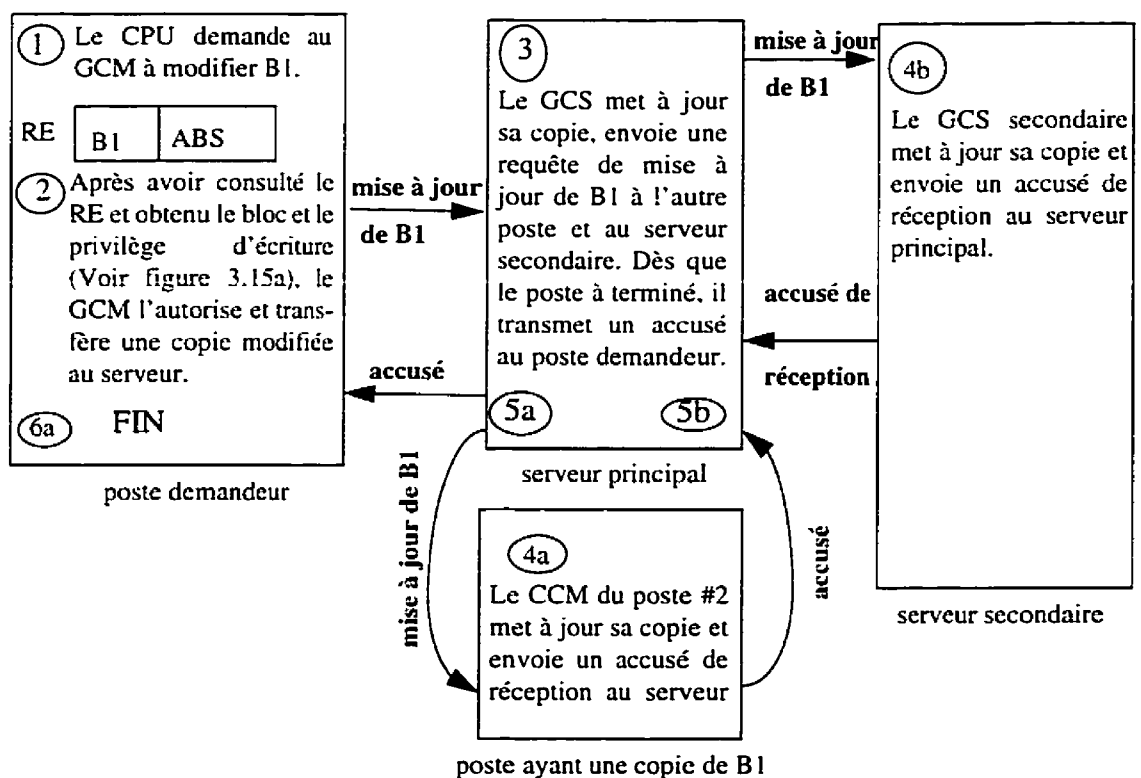 1 Le CPU demande au
GCM à modifier B1.
RE B1 ABS
2 Après avoir consulté le
RE et obtenu le bloc et le
privilège d'écriture
(Voir figure 3.15a), le
GCM l'autorise et trans-
fère une copie modifiée
au serveur.
6a FIN
poste demandeur
mise à jour
de B1
accusé
3
Le GCS met à jour
sa copie, envoie une
requête de mise à
jour de B1 à l'autre
poste et au serveur
secondaire. Dès que
le poste à terminé, il
transmet un accusé
au poste demandeur.
5a 5b
serveur principal
mise à jour
de B1
accusé de
réception
4b
Le GCS secondaire
met à jour sa copie et
envoie un accusé de
réception au serveur
principal.
serveur secondaire
mise à jour de B1
4a
Le CCM du poste #2
met à jour sa copie et
envoie un accusé de
réception au serveur
accusé
poste ayant une copie de B1